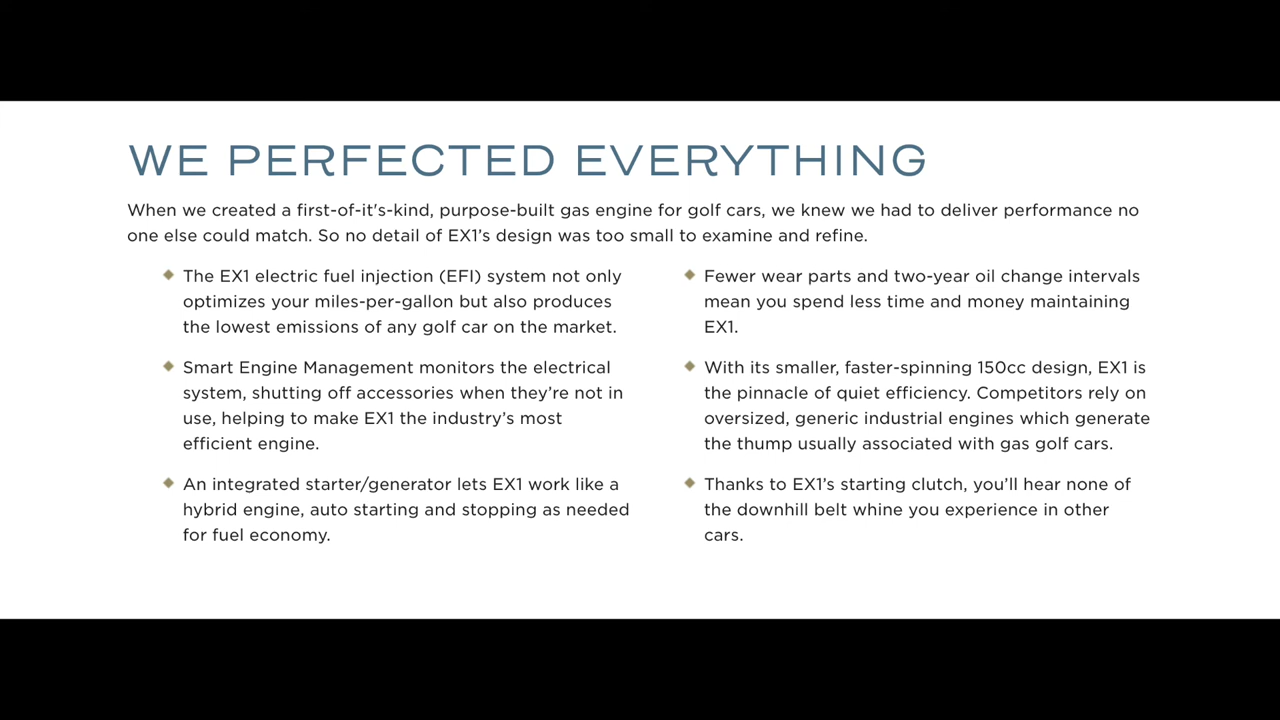 WE PERFECTED EVERYTHING
When we created a first-of-it's-kind, purpose-built gas engine for golf cars, we knew we had to deliver performance no
one else could match. So no detail of EX1’s design was too small to examine and refine.
The EX1 electric fuel injection (EFI) system not only
optimizes your miles-per-gallon but also produces
the lowest emissions of any golf car on the market.
Smart Engine Management monitors the electrical
system, shutting off accessories when they’re not in
use, helping to make EX1 the industry’s most
efficient engine.
An integrated starter/generator lets EX1 work like a
hybrid engine, auto starting and stopping as needed
for fuel economy.
Fewer wear parts and two-year oil change intervals
mean you spend less time and money maintaining
EX1.
With its smaller, faster-spinning 150cc design, EX1 is
the pinnacle of quiet efficiency. Competitors rely on
oversized, generic industrial engines which generate
the thump usually associated with gas golf cars.
Thanks to EX1’s starting clutch, you’ll hear none of
the downhill belt whine you experience in other
cars.